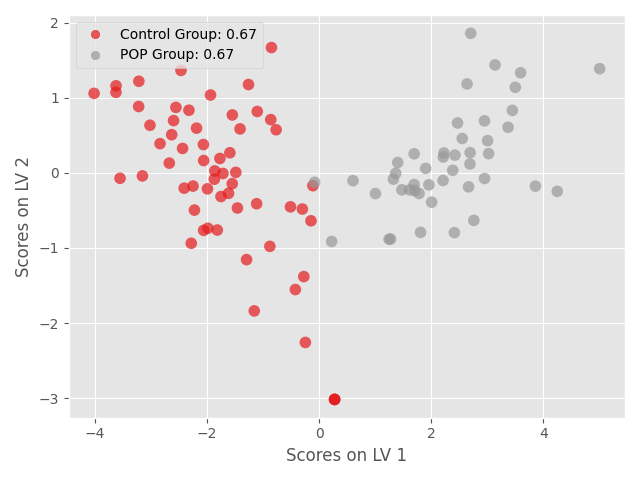 Control Group: 0.67
POP Group: 0.67
2
1
0
−1
−2
−3
Scores on LV 2
−4
−2
0
2
4
Scores on LV 1